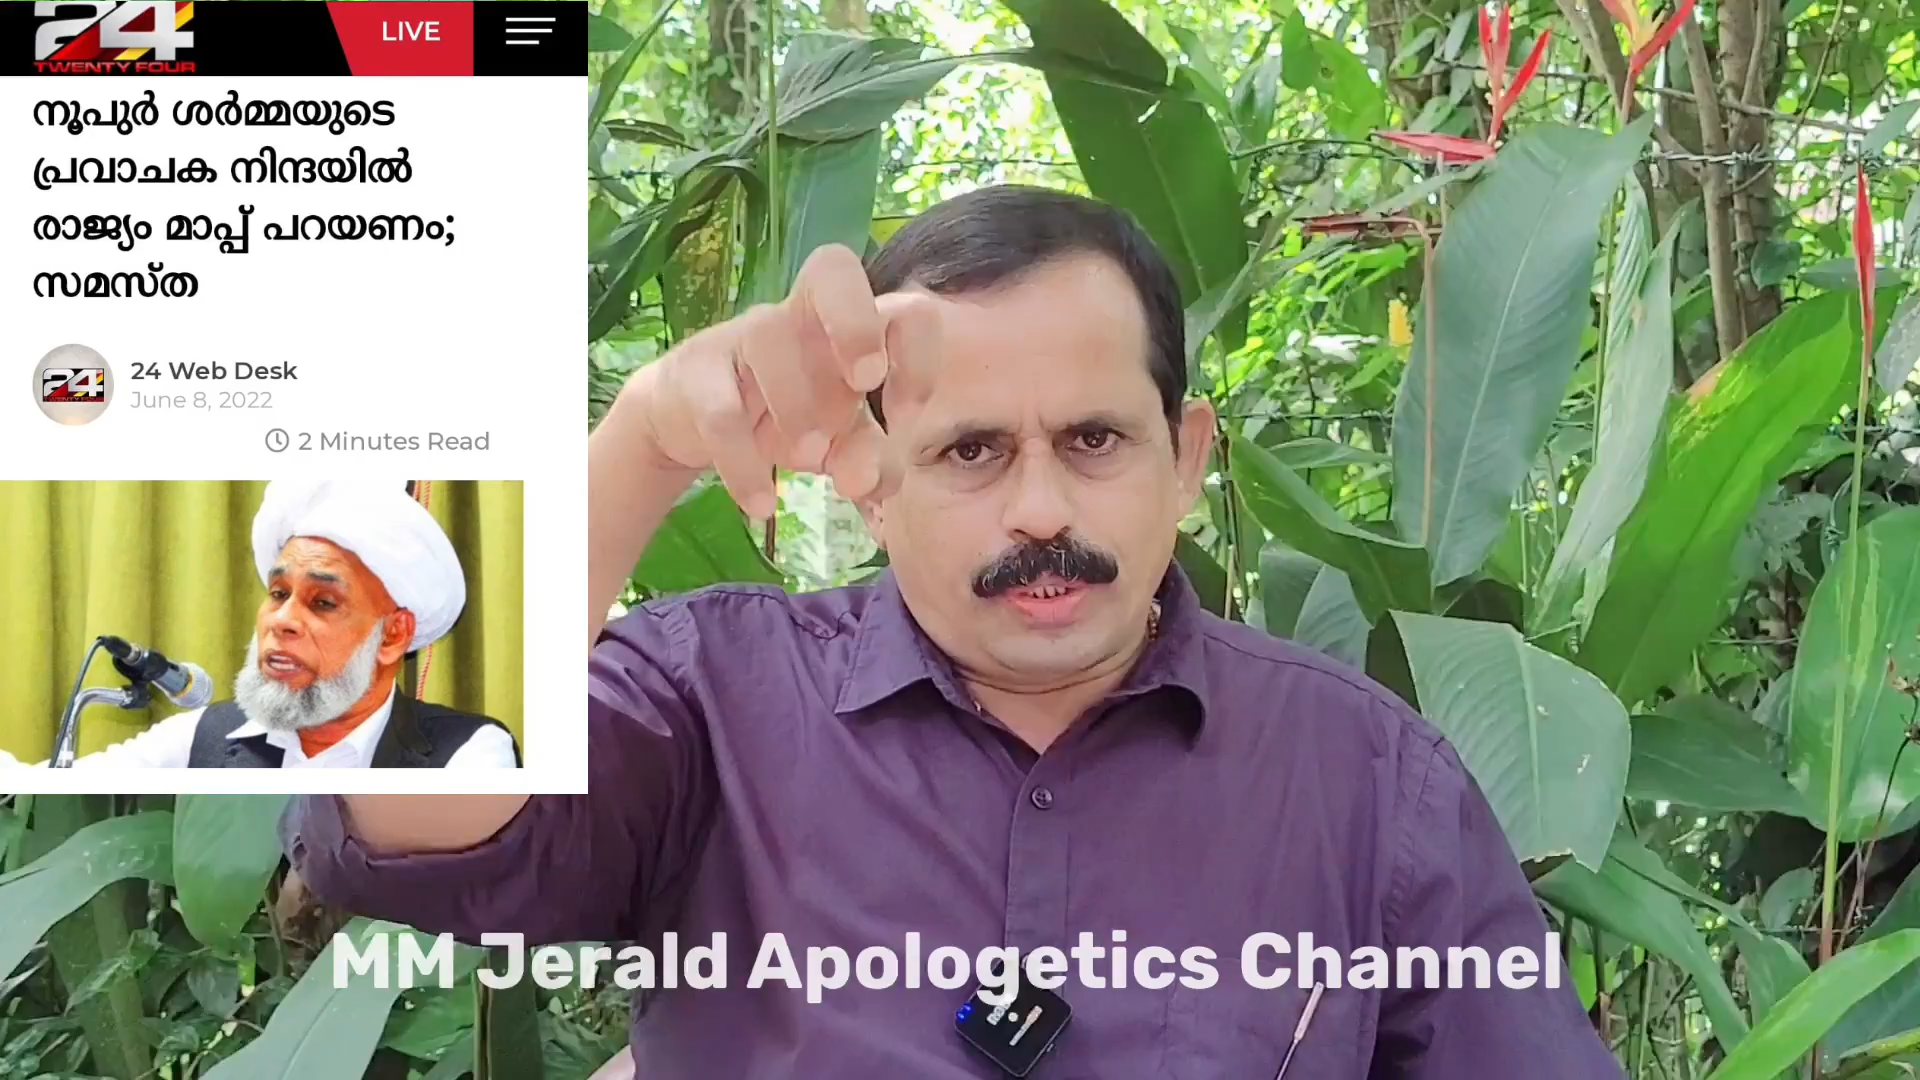 24
TWENTY FOUR
LIVE
നൂപുർ ശർമ്മയുടെ
പ്രവാചക നിന്ദയിൽ
രാജ്യം മാപ്പ് പറയണം;
സമസ്ത
24
24 Web Desk
June 8, 2022
2 Minutes Read
MM Jerald Apologetics Channel